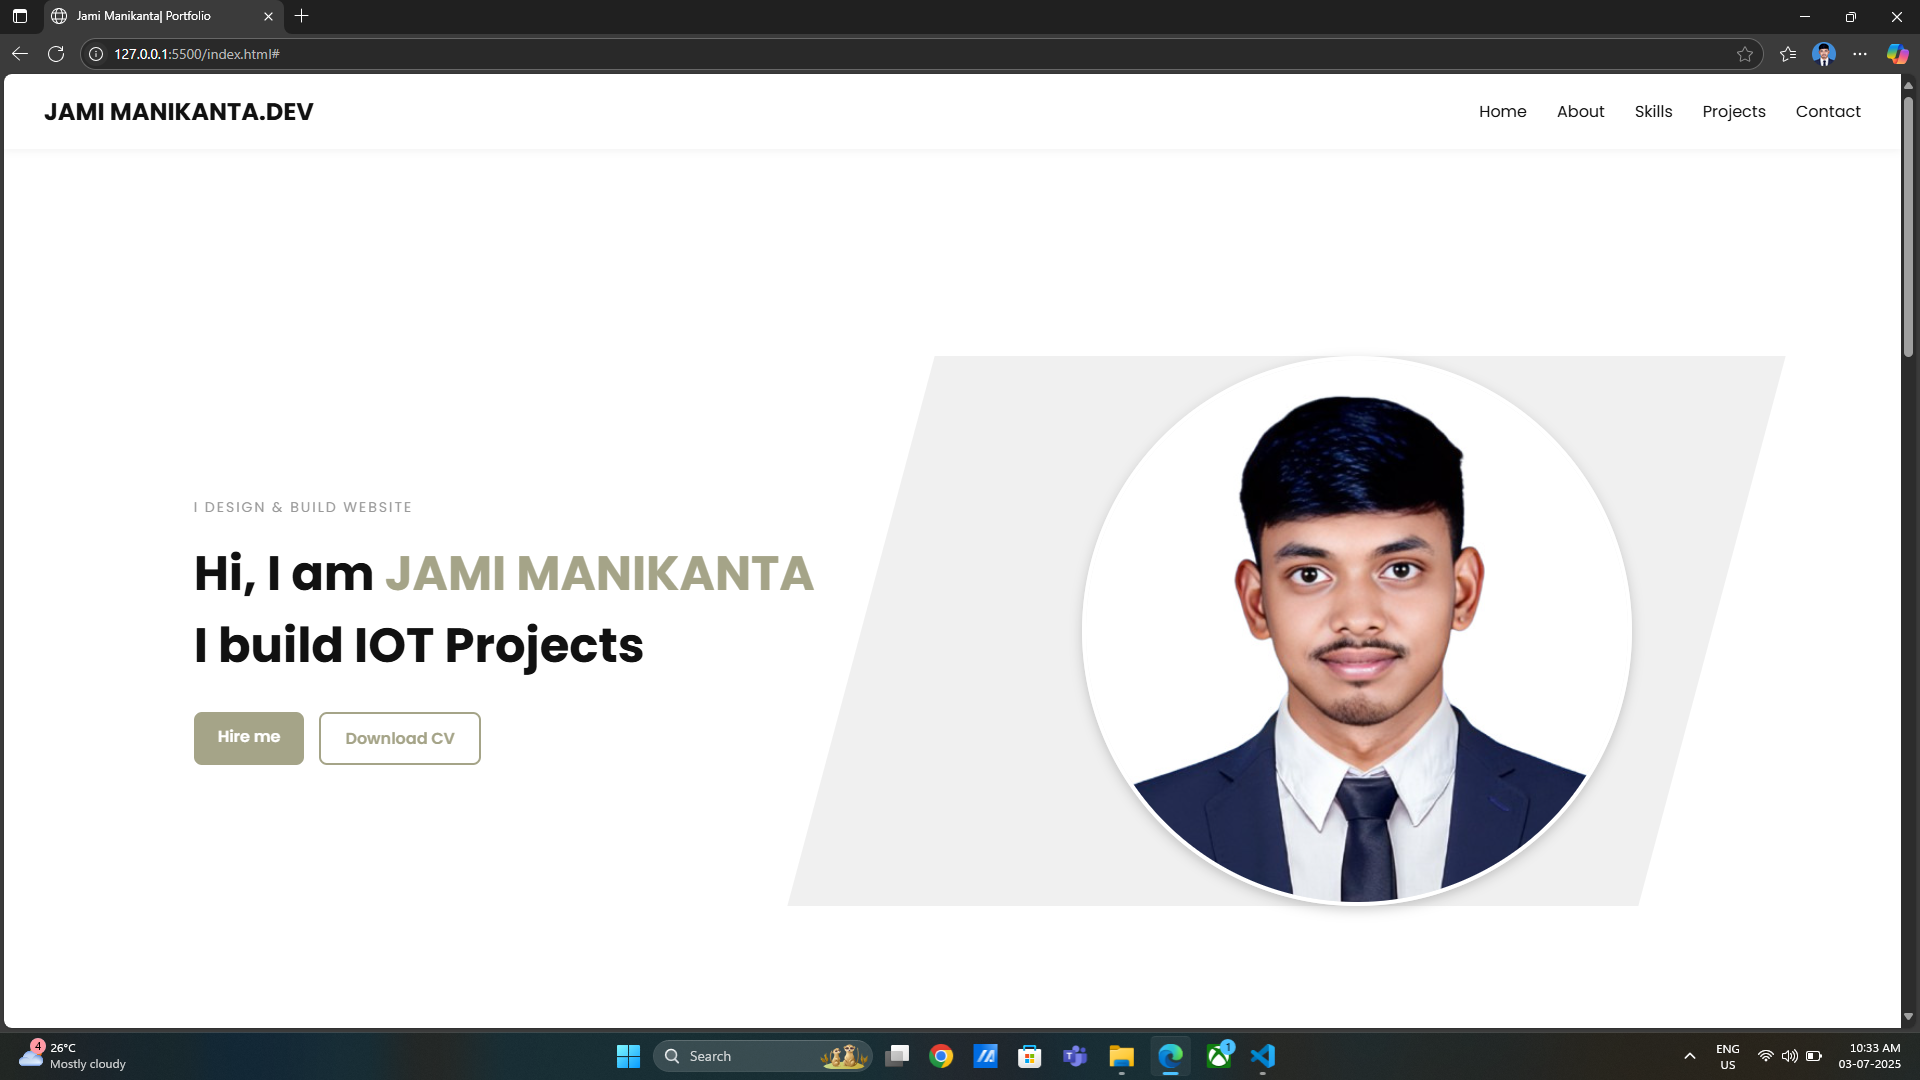 Jami Manikanta| Portfolio
127.0.0.1:5500/index.html#
JAMI MANIKANTA.DEV
Home About Skills Projects Contact
I DESIGN & BUILD WEBSITE
Hi, I am JAMI MANIKANTA
I build IOT Projects
Hire me Download CV
4
26°C
Mostly cloudy
Search
T
1
ENG
US
10:33 AM
03-07-2025